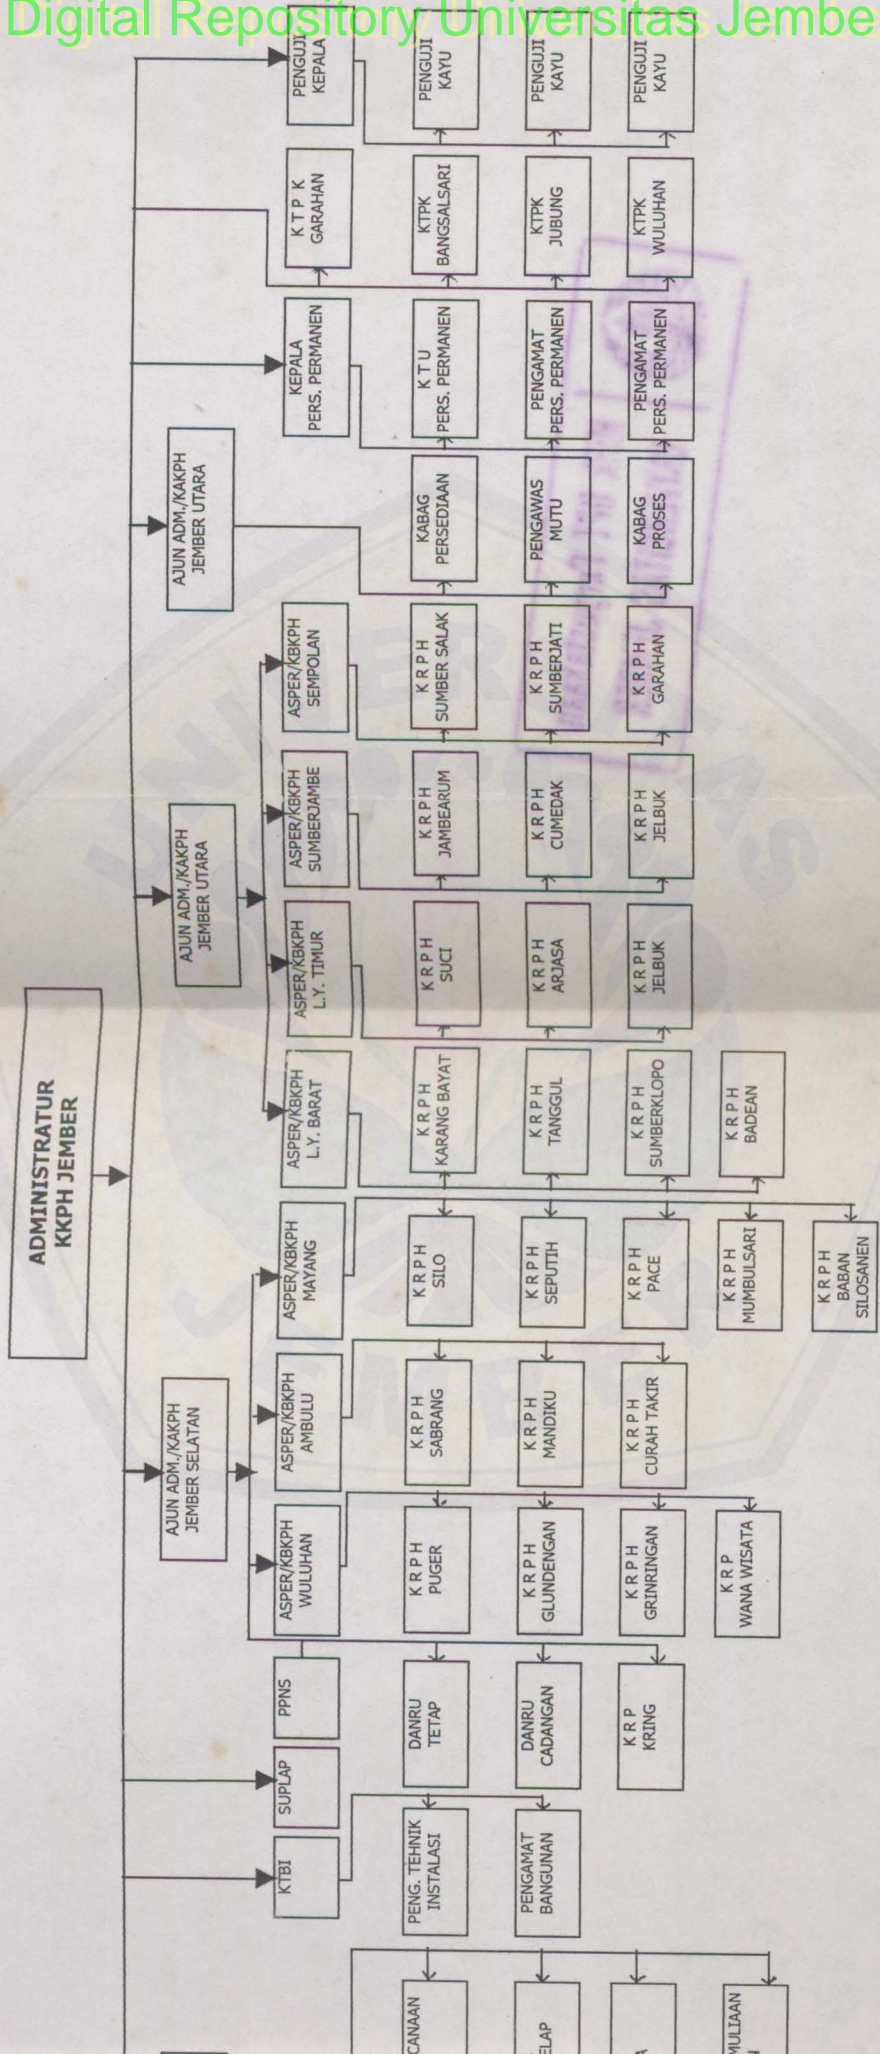 Digital Repository Universitas Jembe
ADMINISTRATUR
KKPH JEMBER
AJUN ADM./KAKPH
JEMBER SELATAN
AJUN ADM./KAKPH
JEMBER UTARA
AJUN ADM./KAKPH
JEMBER UTARA
KTBI
SUPLAP
PPNS
ASPER/KBKPH
WULUHAN
ASPER/KBKPH
AMBULU
ASPER/KBKPH
MAYANG
ASPER/KBKPH
L.Y. BARAT
ASPER/KBKPH
L.Y. TIMUR
ASPER/KBKPH
SUMBERJAMBE
ASPER/KBKPH
SEMPOLAN
KEPALA
PERS. PERMANEN
K T P K
GARAHAN
PENGUJI
KEPALA
CANAAN
PENG. TEHNIK
INSTALASI
DANRU
TETAP
K R P H
PUGER
K R P H
SABRANG
K R P H
SILO
K R P H
KARANG BAYAT
K R P H
SUCI
K R P H
JAMBEARUM
K R P H
SUMBER SALAK
KABAG
PERSEDIAAN
K T U
PERS. PERMANEN
KTPK
BANGSALSARI
PENGUJI
KAYU
ELAP
PENGAMAT
BANGUNAN
DANRU
CADANGAN
K R P H
GLUNDENGAN
K R P H
MANDIKU
K R P H
SEPUTIH
K R P H
TANGGUL
K R P H
ARJASA
K R P H
CUMEDAK
K R P H
SUMBERJATI
PENGAWAS
MUTU
PENGAMAT
PERS. PERMANEN
KTPK
JUBUNG
PENGUJI
KAYU
A
K R P
KRING
K R P H
GRINRINGAN
K R P H
CURAH TAKIR
K R P H
PACE
K R P H
SUMBERKLOPO
K R P H
JELBUK
K R P H
JELBUK
K R P H
GARAHAN
KABAG
PROSES
PENGAMAT
PERS. PERMANEN
KTPK
WULUHAN
PENGUJI
KAYU
MULIAAN
N
K R P
WANA WISATA
K R P H
MUMBULSARI
K R P H
BADEAN
K R P H
BABAN
SILOSANEN
UNIVERSITAS
JEMBER